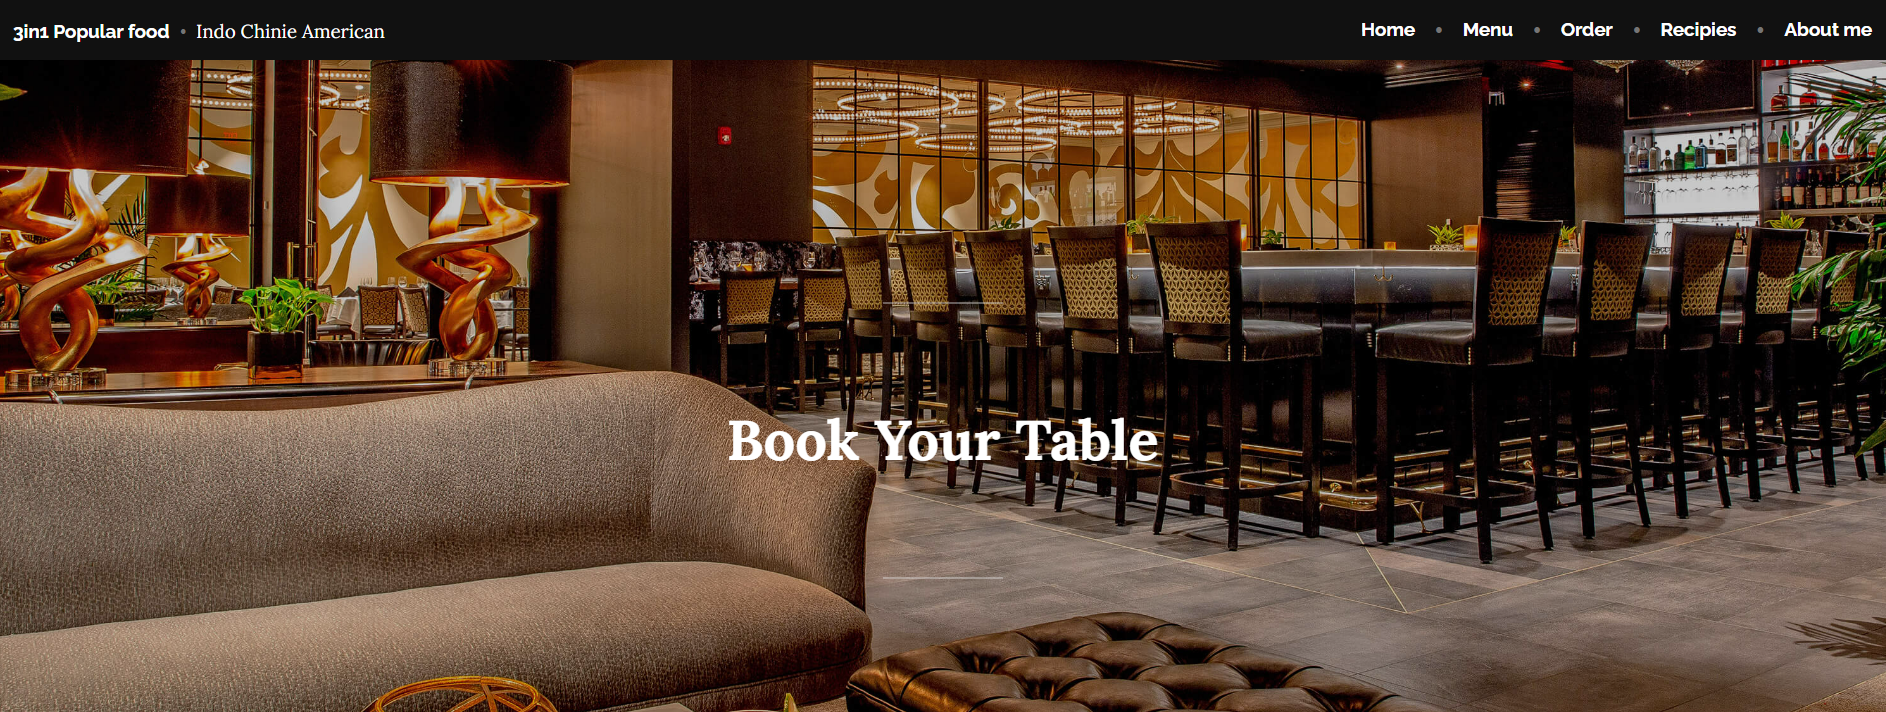 3in1 Popular food • Indo Chinie American
Home • Menu • Order • Recipies • About me
Book Your Table